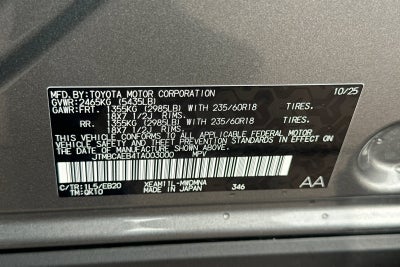 MFD.BY:TOYOTA MOTOR CORPORATION 10/25
GVWR:2465KG (5435LB)
GAWR:FRT. 1355KG (2985LB) WITH 235/60R18 TIRES.
18X7 1/2J RIMS.
RR. 1355KG (2985LB) WITH 235/60R18 TIRES.
18X7 1/2J RIMS.
THIS VEHICLE CONFORMS TO ALL APPLICABLE FEDERAL MOTOR
VEHICLE SAFETY AND THEFT PREVENTION STANDARDS IN EFFECT
ON THE DATE OF MANUFACTURE SHOWN ABOVE.
JTMBCAEB4TA003000 MPV
C/TR:1L5/EB20 XEAM11L-MWDMNA 346 AA
TM:QK10 MADE IN JAPAN